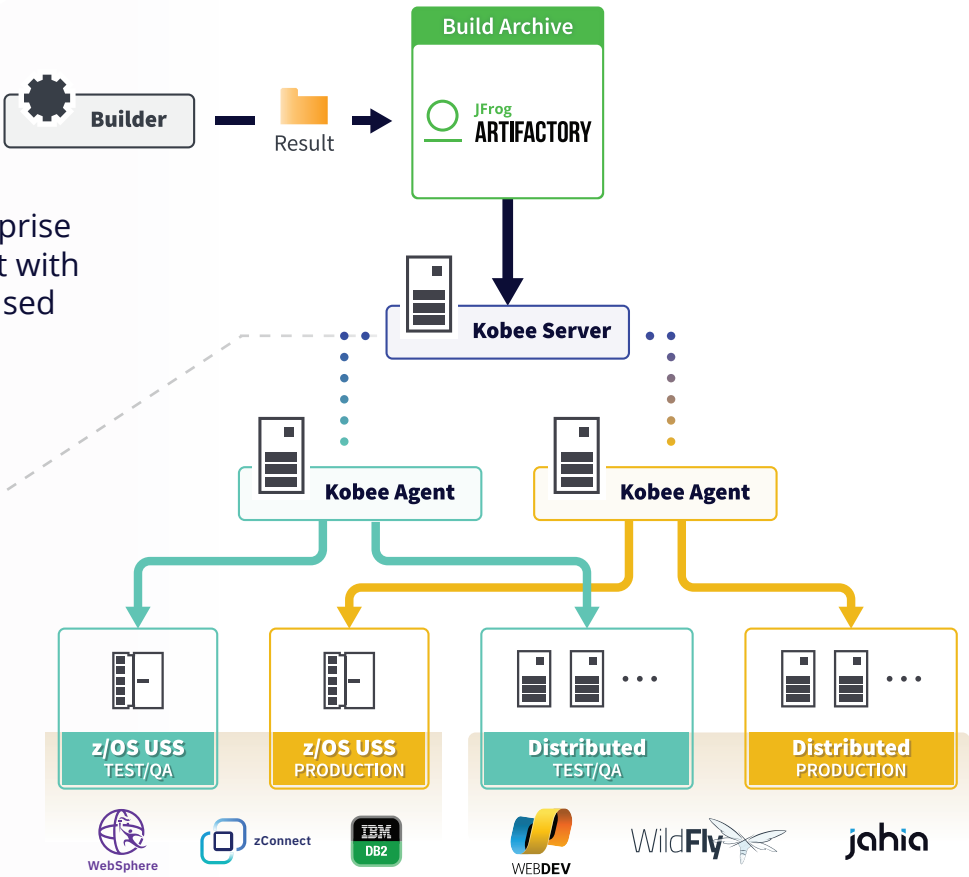 Build Archive
JFrog
ARTIFACTORY
Builder
Result
prise
t with
sed
Kobee Server
Kobee Agent
Kobee Agent
z/OS USS
TEST/QA
z/OS USS
PRODUCTION
Distributed
TEST/QA
Distributed
PRODUCTION
WebSphere
zConnect
IBM
DB2
WEBDEV
WildFly
jahia